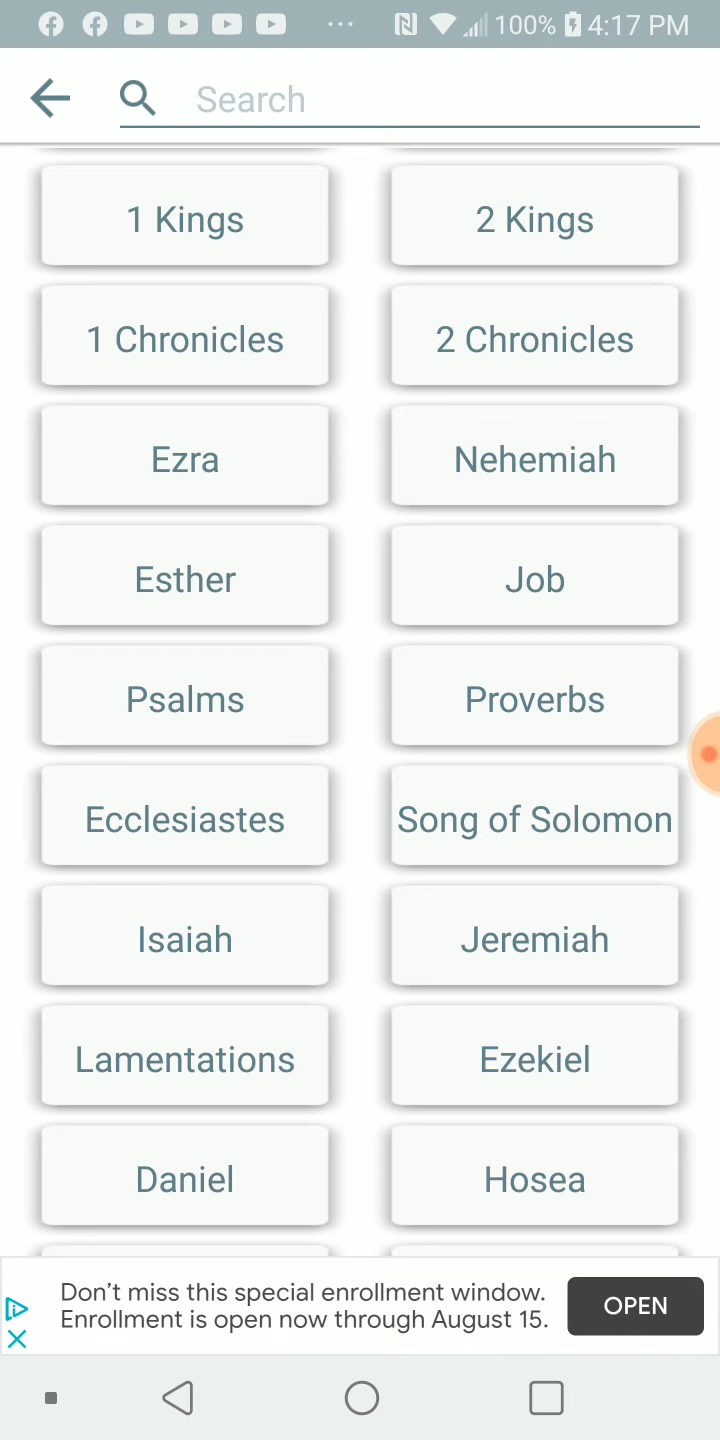 100% 4:17 PM
Search
1 Kings
2 Kings
1 Chronicles
2 Chronicles
Ezra
Nehemiah
Esther
Job
Psalms
Proverbs
Ecclesiastes
Song of Solomon
Isaiah
Jeremiah
Lamentations
Ezekiel
Daniel
Hosea
Don't miss this special enrollment window.
Enrollment is open now through August 15.
OPEN